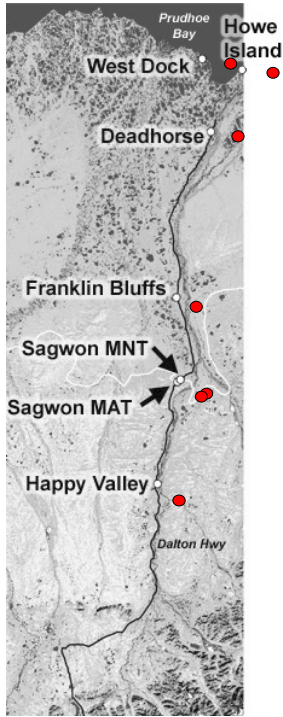 Prudhoe
Bay
Howe
Island
West Dock
Deadhorse
Franklin Bluffs
Sagwon MNT
Sagwon MAT
Happy Valley
Dalton Hwy